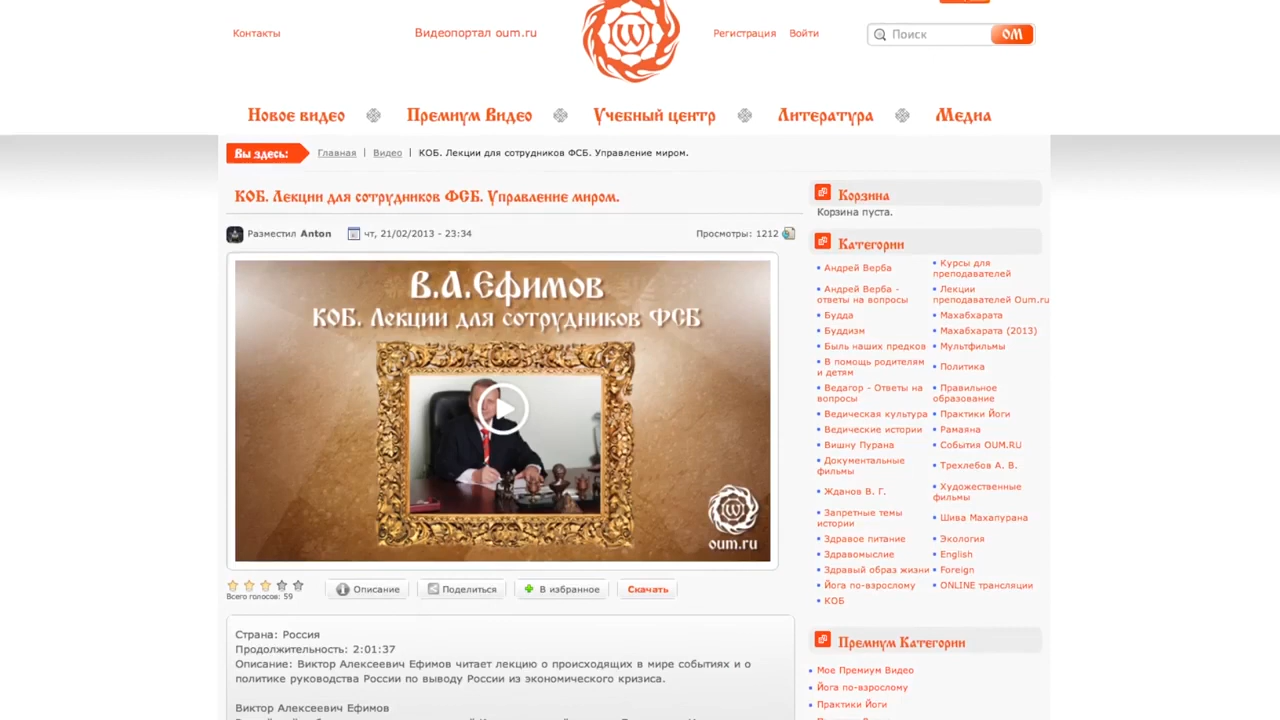 Контакты
Видеопортал oum.ru
Регистрация
Войти
Поиск
ОМ
Новое видео
Премиум Видео
Учебный центр
Литература
Медиа
Вы здесь:
Главная | Видео | КОБ. Лекции для сотрудников ФСБ. Управление миром.
КОБ. Лекции для сотрудников ФСБ. Управление миром.
Разместил Anton
чт, 21/02/2013 - 23:34
Просмотры: 1212
В.А.Ефимов
КОБ. Лекции для сотрудников ФСБ
oum.ru
Всего голосов: 59
Описание
Поделиться
В избранное
Скачать
Страна: Россия
Продолжительность: 2:01:37
Описание: Виктор Алексеевич Ефимов читает лекцию о происходящих в мире событиях и о
политике руководства России по выводу России из экономического кризиса.
Виктор Алексеевич Ефимов
Корзина
Корзина пуста.
Категории
Андрей Верба
Андрей Верба -
ответы на вопросы
Будда
Буддизм
Быль наших предков
В помощь родителям
и детям
Ведагор - Ответы на
вопросы
Ведическая культура
Ведические истории
Вишну Пурана
Документальные
фильмы
Жданов В. Г.
Запретные темы
истории
Здравое питание
Здравомыслие
Здравый образ жизни
Йога по-взрослому
КОБ
Курсы для
преподавателей
Лекции
преподавателей Oum.ru
Махабхарата
Махабхарата (2013)
Мультфильмы
Политика
Правильное
образование
Практики Йоги
Рамаяна
События OUM.RU
Трехлебов А. В.
Художественные
фильмы
Шива Махапурана
Экология
English
Foreign
ONLINE трансляции
Премиум Категории
Мое Премиум Видео
Йога по-взрослому
Практики Йоги